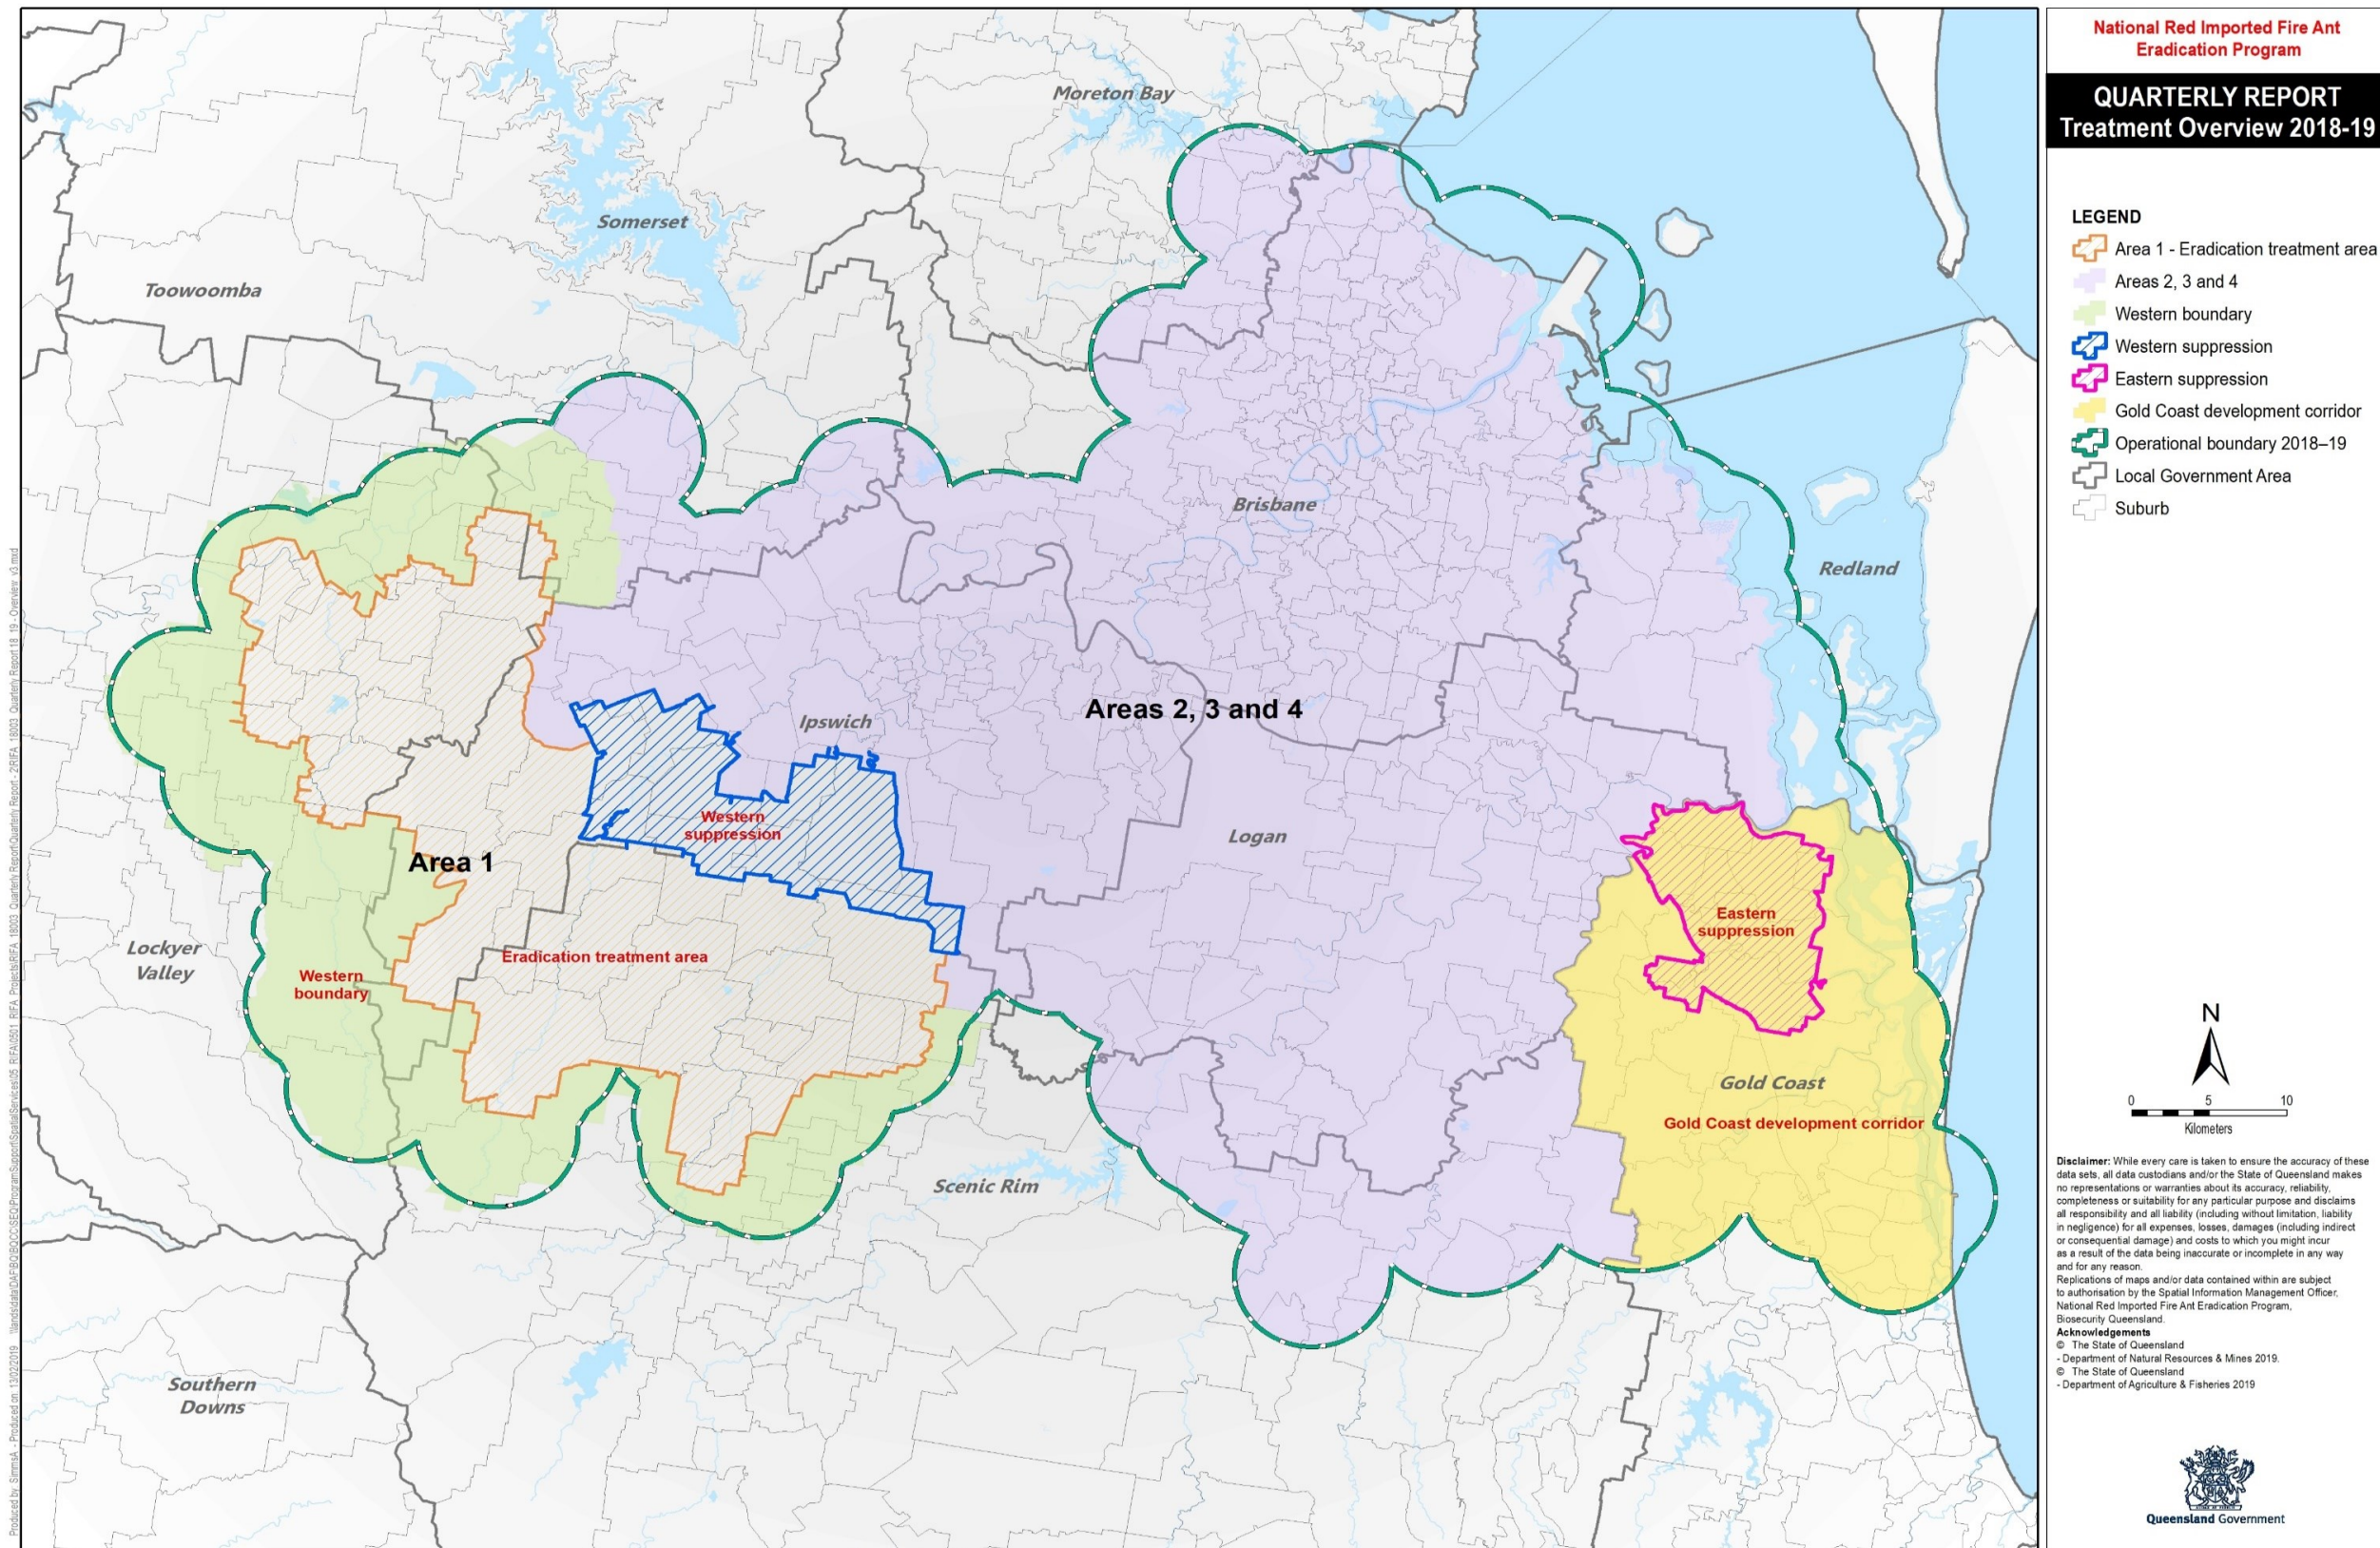 Moreton Bay
Somerset
Toowoomba
Brisbane
Redland
Areas 2, 3 and 4
Ipswich
Western
suppression
Logan
Area 1
Eastern
suppression
Lockyer
Valley
Eradication treatment area
Western
boundary
Gold Coast
Gold Coast development corridor
Scenic Rim
Southern
Downs
National Red Imported Fire Ant
Eradication Program
QUARTERLY REPORT
Treatment Overview 2018-19
LEGEND
Area 1 - Eradication treatment area
Areas 2, 3 and 4
Western boundary
Western suppression
Eastern suppression
Gold Coast development corridor
Operational boundary 2018–19
Local Government Area
Suburb
N
0 5 10
Kilometers
Disclaimer: While every care is taken to ensure the accuracy of these
data sets, all data custodians and/or the State of Queensland makes
no representations or warranties about its accuracy, reliability,
completeness or suitability for any particular purpose and disclaims
all responsibility and all liability (including without limitation, liability
in negligence) for all expenses, losses, damages (including indirect
or consequential damage) and costs to which you might incur
as a result of the data being inaccurate or incomplete in any way
and for any reason.
Replications of maps and/or data contained within are subject
to authorisation by the Spatial Information Management Officer,
National Red Imported Fire Ant Eradication Program,
Biosecurity Queensland.
Acknowledgements
© The State of Queensland
- Department of Natural Resources & Mines 2019.
© The State of Queensland
- Department of Agriculture & Fisheries 2019
Queensland Government
Produced by: SimmsA - Produced on: 13/02/2019